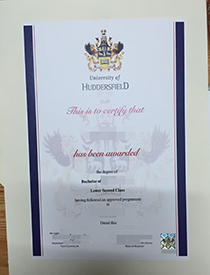 University of
HUDDERSFIELD
This is to certify that
has been awarded
the degree of
Bachelor of
Lower Second Class
having followed an approved programme
in